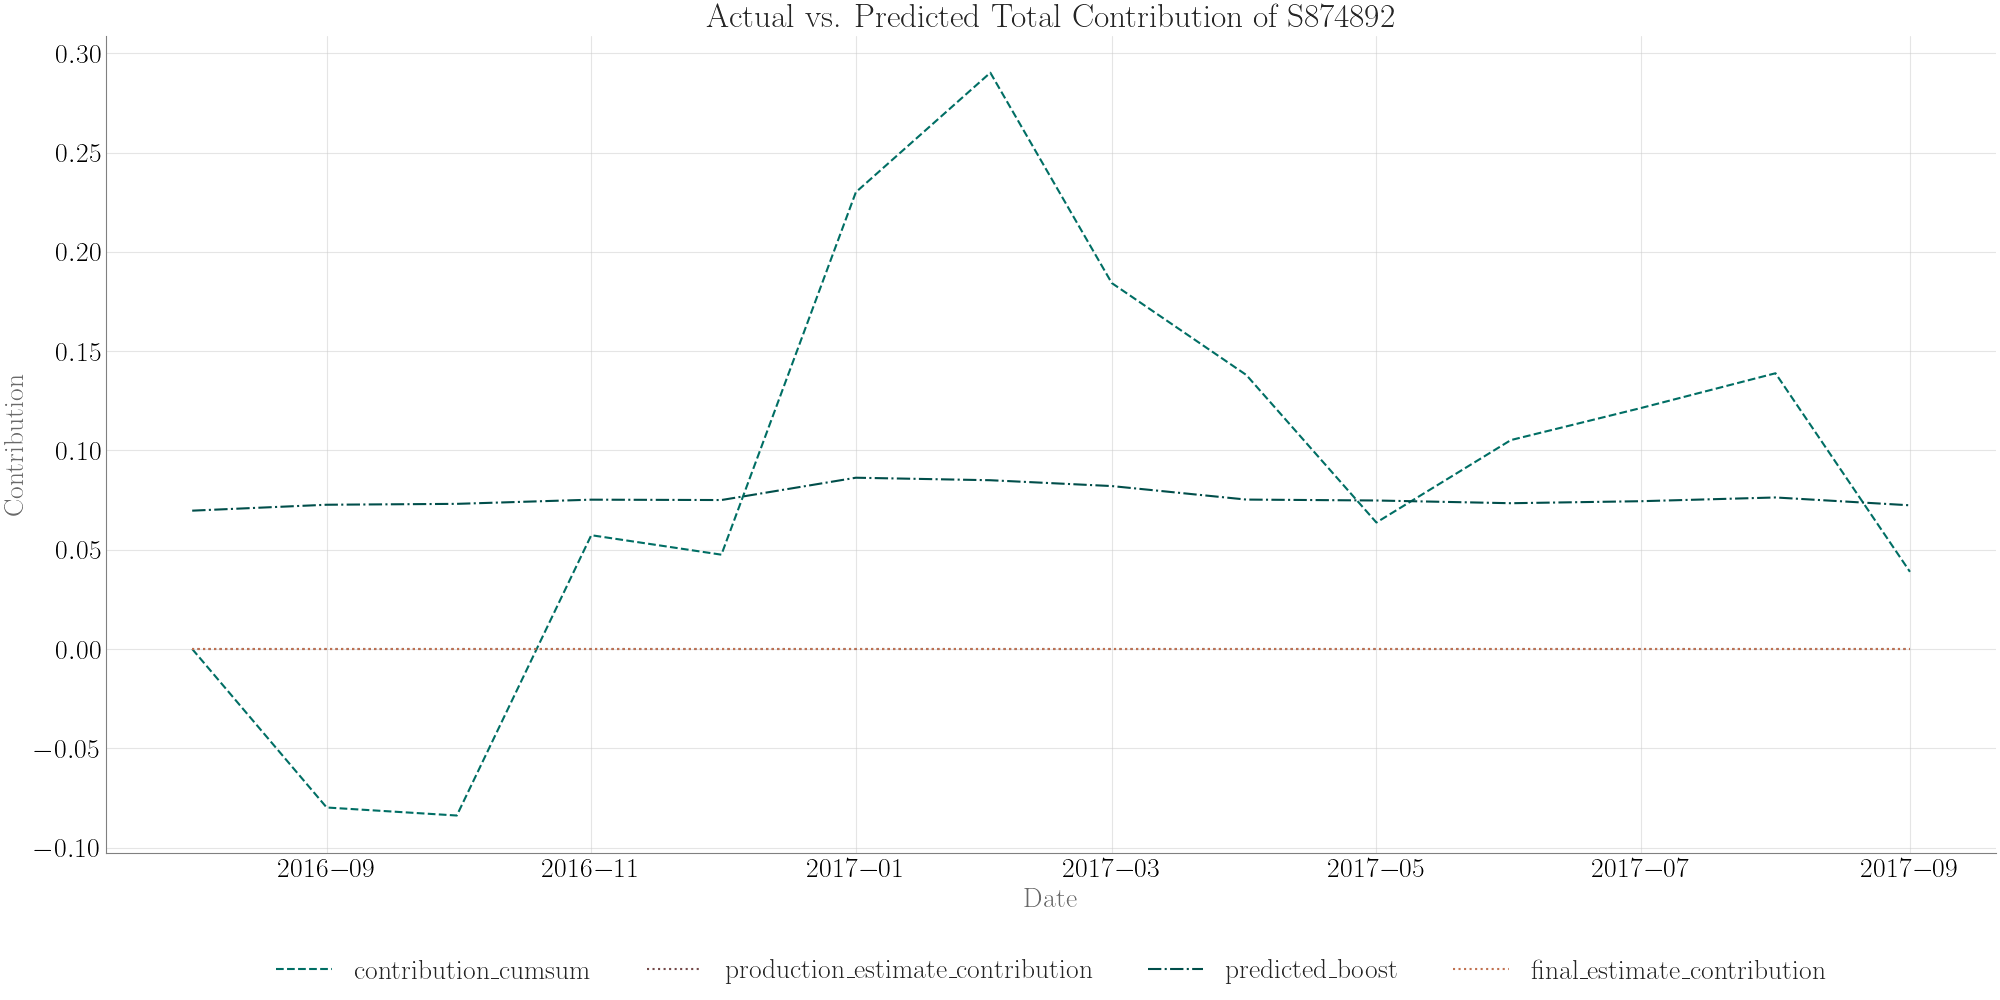 Actual vs. Predicted Total Contribution of S874892
0.30
0.25
0.20
0.15
0.10
0.05
0.00
−0.05
−0.10
Contribution
2016−09 2016−11 2017−01 2017−03 2017−05 2017−07 2017−09
Date
contribution_cumsum production_estimate_contribution predicted_boost final_estimate_contribution